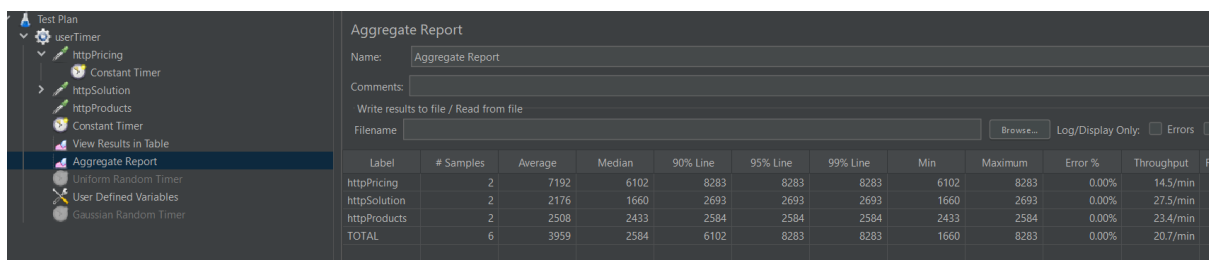 Test Plan
userTimer
httpPricing
Constant Timer
httpSolution
httpProducts
Constant Timer
View Results in Table
Aggregate Report
Uniform Random Timer
User Defined Variables
Gaussian Random Timer
Aggregate Report
Name: Aggregate Report
Comments:
Write results to file / Read from file
Filename Browse... Log/Display Only: Errors
Label # Samples Average Median 90% Line 95% Line 99% Line Min Maximum Error % Throughput
httpPricing 2 7192 6102 8283 8283 8283 6102 8283 0.00% 14.5/min
httpSolution 2 2176 1660 2693 2693 2693 1660 2693 0.00% 27.5/min
httpProducts 2 2508 2433 2584 2584 2584 2433 2584 0.00% 23.4/min
TOTAL 6 3959 2584 6102 8283 8283 1660 8283 0.00% 20.7/min